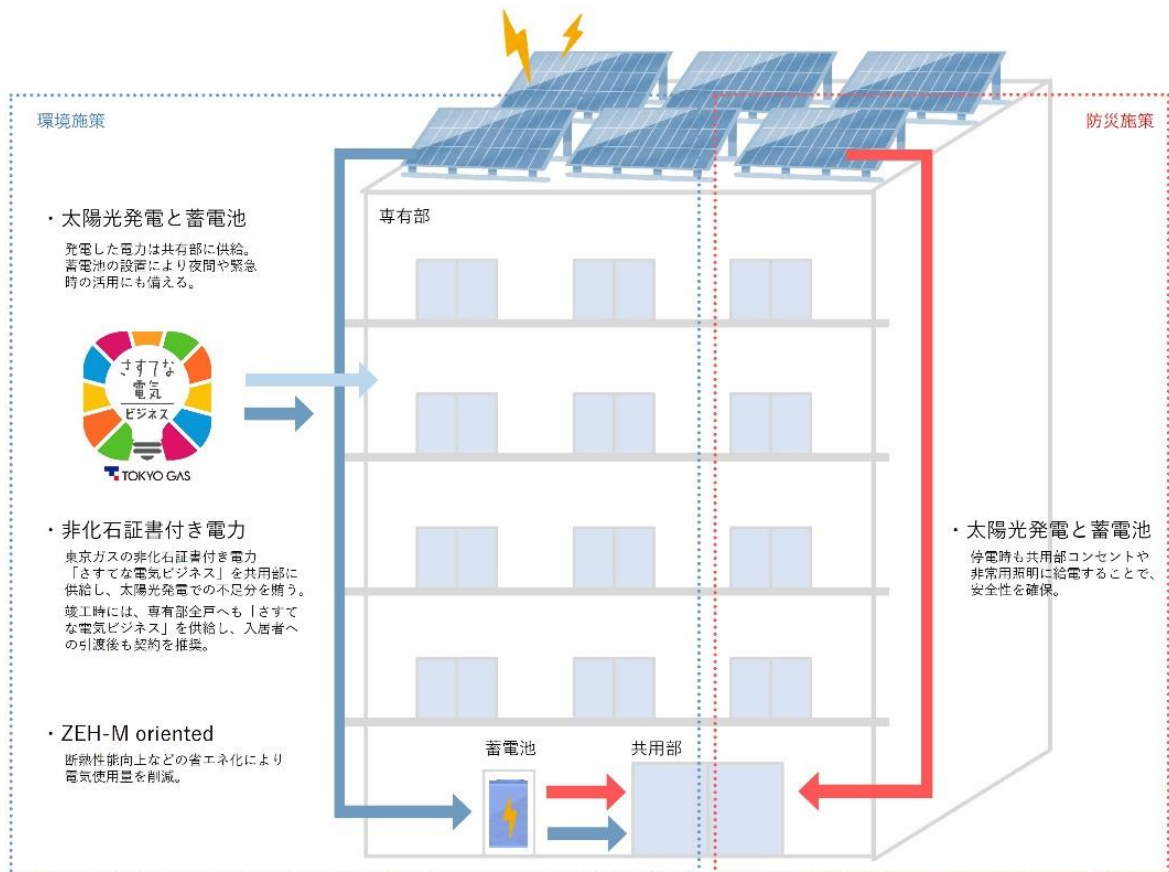 環境施策
防災施策
・太陽光発電と蓄電池
発電した電力は共有部に供給。
蓄電池の設置により夜間や緊急
時の活用にも備える。
さすてな
電気
ビジネス
TOKYO GAS
・非化石証書付き電力
東京ガスの非化石証書付き電力
「さすてな電気ビジネス」を共用部に
供給し、太陽光発電での不足分を賄う。
竣工時には、専有部全戸へも「さすて
な電気ビジネス」を供給し、入居者へ
の引渡後も契約を推奨。
・ZEH-M oriented
断熱性能向上などの省エネ化により
電気使用量を削減。
専有部
蓄電池
共用部
・太陽光発電と蓄電池
停電時も共用部コンセントや
非常用照明に給電することで、
安全性を確保。